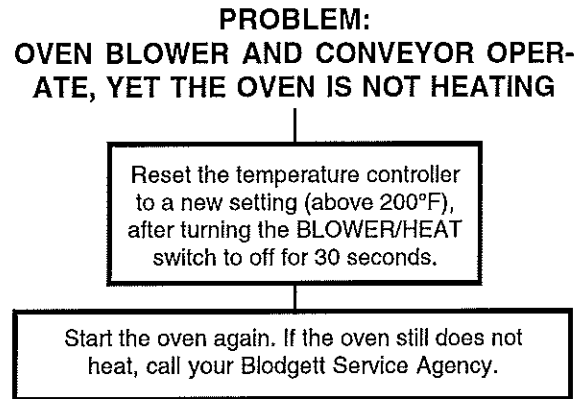 PROBLEM:
OVEN BLOWER AND CONVEYOR OPER-
ATE, YET THE OVEN IS NOT HEATING
Reset the temperature controller
to a new setting (above 200°F),
after turning the BLOWER/HEAT
switch to off for 30 seconds.
Start the oven again. If the oven still does not
heat, call your Blodgett Service Agency.